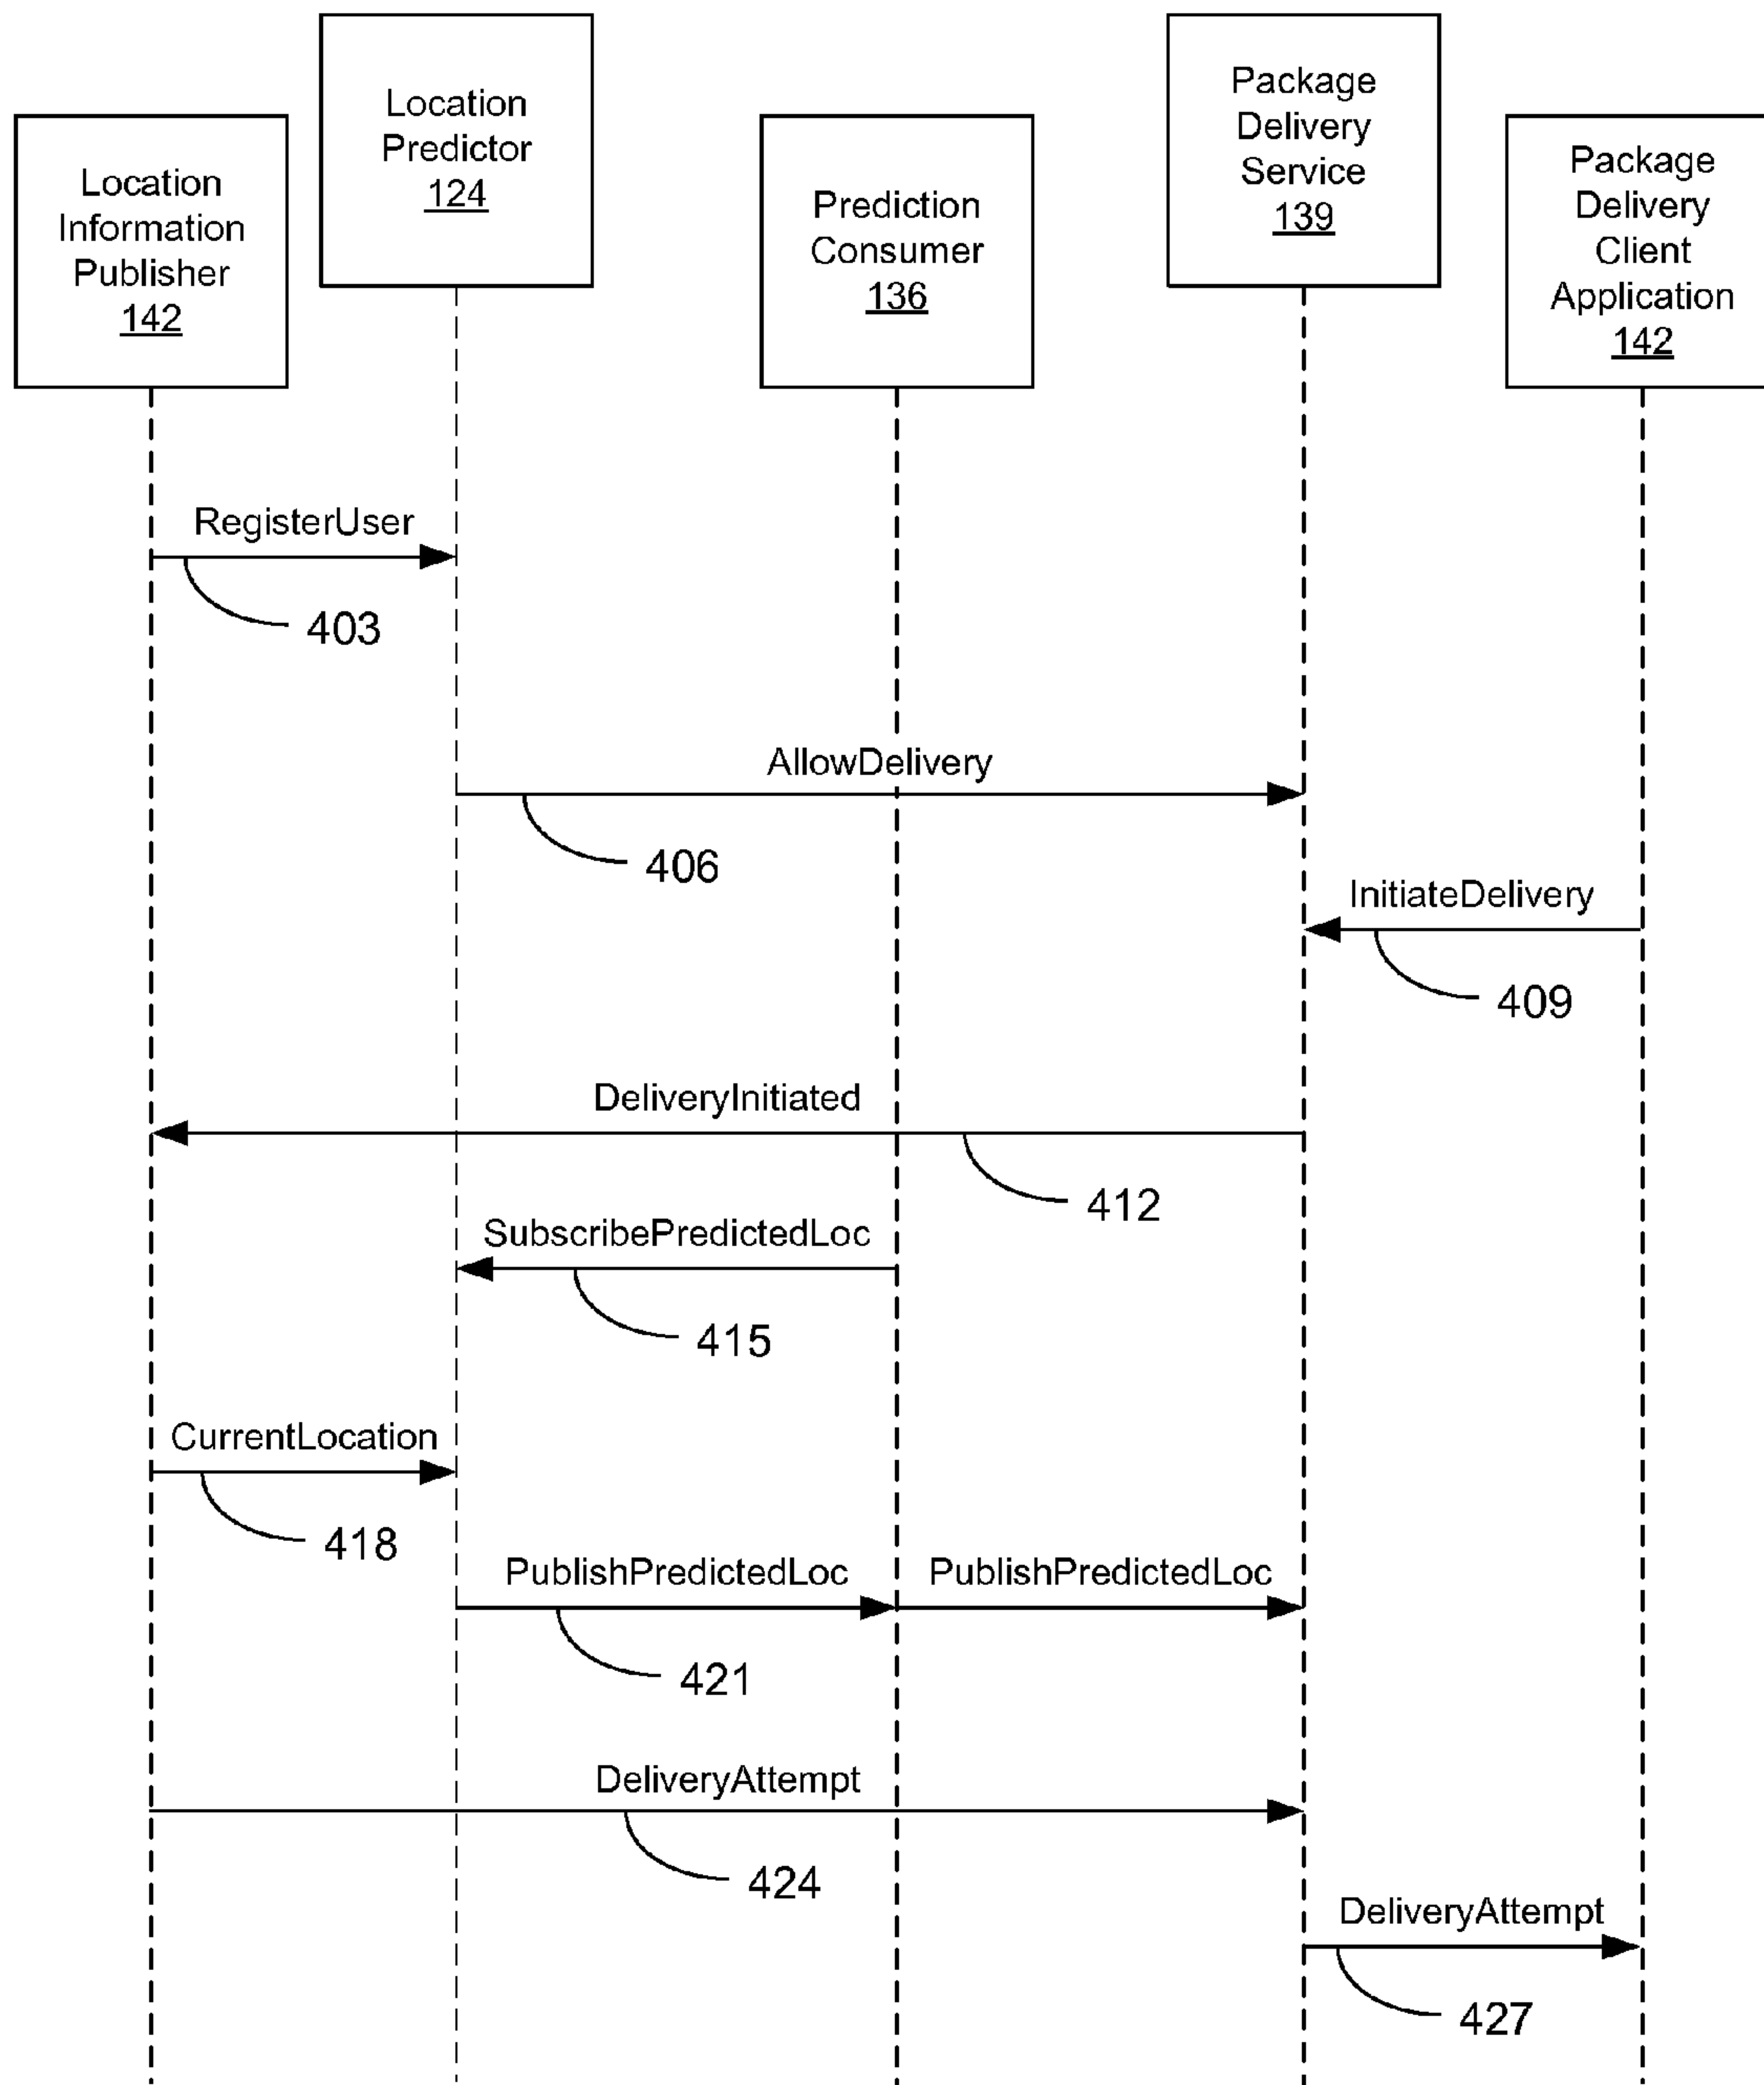 Location
Information
Publisher
142
Location
Predictor
124
Prediction
Consumer
136
Package
Delivery
Service
139
Package
Delivery
Client
Application
142
RegisterUser
403
AllowDelivery
406
InitiateDelivery
409
DeliveryInitiated
412
SubscribePredictedLoc
415
CurrentLocation
418
PublishPredictedLoc
PublishPredictedLoc
421
DeliveryAttempt
424
DeliveryAttempt
427